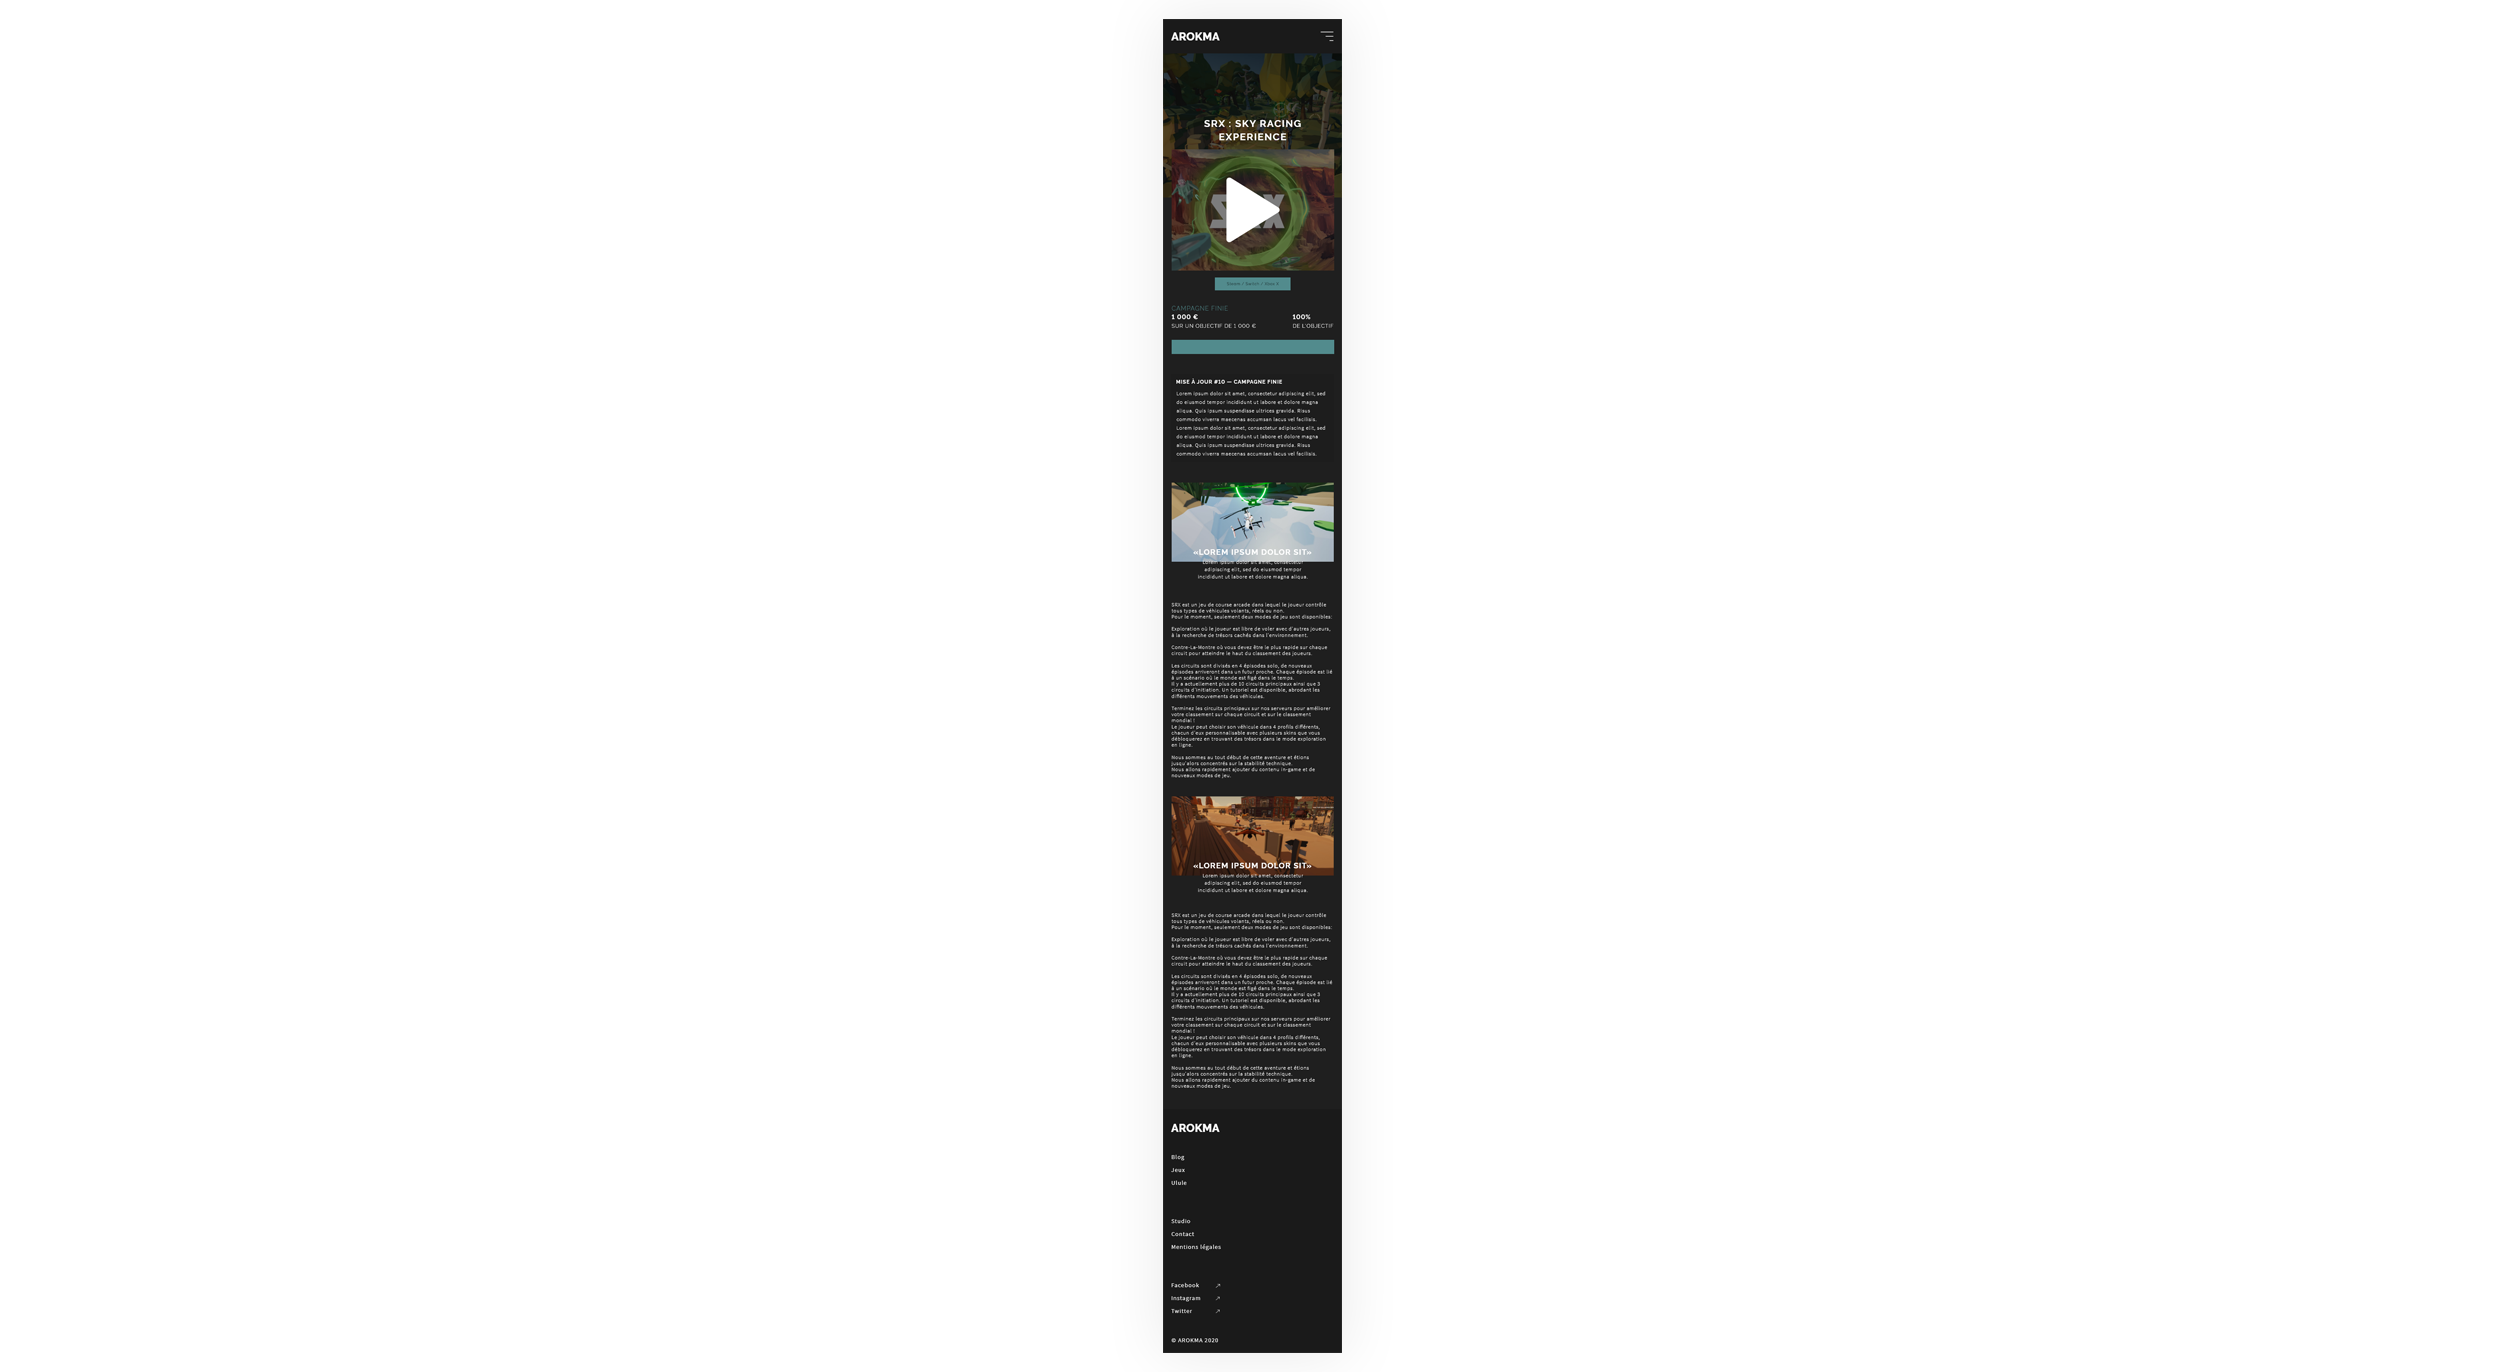 AROKMA
SRX : SKY RACING
EXPERIENCE
CAMPAGNE FINIE
1 000 €
100%
SUR UN OBJECTIF DE 1 000 €
DE L'OBJECTIF
MISE À JOUR #10 — CAMPAGNE FINIE
Lorem ipsum dolor sit amet, consectetur adipiscing elit, sed
do eiusmod tempor incididunt ut labore et dolore magna
aliqua. Quis ipsum suspendisse ultrices gravida. Risus
commodo viverra maecenas accumsan lacus vel facilisis.
Lorem ipsum dolor sit amet, consectetur adipiscing elit, sed
do eiusmod tempor incididunt ut labore et dolore magna
aliqua. Quis ipsum suspendisse ultrices gravida. Risus
commodo viverra maecenas accumsan lacus vel facilisis.
«LOREM IPSUM DOLOR SIT»
Lorem ipsum dolor sit amet, consectetur
adipiscing elit, sed do eiusmod tempor
incididunt ut labore et dolore magna aliqua.
SRX est un jeu de course arcade dans lequel le joueur contrôle
tous types de véhicules volants, réels ou non.
Pour le moment, seulement deux modes de jeu sont disponibles:
Exploration où le joueur est libre de voler avec d'autres joueurs,
à la recherche de trésors cachés dans l'environnement.
Contre-La-Montre où vous devez être le plus rapide sur chaque
circuit pour atteindre le haut du classement des joueurs.
Les circuits sont divisés en 4 épisodes solo, de nouveaux
épisodes arriveront dans un futur proche. Chaque épisode est lié
à un scénario où le monde est figé dans le temps.
Il y a actuellement plus de 10 circuits principaux ainsi que 3
circuits d'initiation. Un tutoriel est disponible, abrodant les
différents mouvements des véhicules.
Terminez les circuits principaux sur nos serveurs pour améliorer
votre classement sur chaque circuit et sur le classement
mondial !
Le joueur peut choisir son véhicule dans 4 profils différents,
chacun d'eux personnalisable avec plusieurs skins que vous
débloquerez en trouvant des trésors dans le mode exploration
en ligne.
Nous sommes au tout début de cette aventure et étions
jusqu'alors concentrés sur la stabilité technique.
Nous allons rapidement ajouter du contenu in-game et de
nouveaux modes de jeu.
«LOREM IPSUM DOLOR SIT»
Lorem ipsum dolor sit amet, consectetur
adipiscing elit, sed do eiusmod tempor
incididunt ut labore et dolore magna aliqua.
SRX est un jeu de course arcade dans lequel le joueur contrôle
tous types de véhicules volants, réels ou non.
Pour le moment, seulement deux modes de jeu sont disponibles:
Exploration où le joueur est libre de voler avec d'autres joueurs,
à la recherche de trésors cachés dans l'environnement.
Contre-La-Montre où vous devez être le plus rapide sur chaque
circuit pour atteindre le haut du classement des joueurs.
Les circuits sont divisés en 4 épisodes solo, de nouveaux
épisodes arriveront dans un futur proche. Chaque épisode est lié
à un scénario où le monde est figé dans le temps.
Il y a actuellement plus de 10 circuits principaux ainsi que 3
circuits d'initiation. Un tutoriel est disponible, abrodant les
différents mouvements des véhicules.
Terminez les circuits principaux sur nos serveurs pour améliorer
votre classement sur chaque circuit et sur le classement
mondial !
Le joueur peut choisir son véhicule dans 4 profils différents,
chacun d'eux personnalisable avec plusieurs skins que vous
débloquerez en trouvant des trésors dans le mode exploration
en ligne.
Nous sommes au tout début de cette aventure et étions
jusqu'alors concentrés sur la stabilité technique.
Nous allons rapidement ajouter du contenu in-game et de
nouveaux modes de jeu.
AROKMA
Blog
Jeux
Ulule
Studio
Contact
Mentions légales
Facebook ↗
Instagram ↗
Twitter ↗
© AROKMA 2020